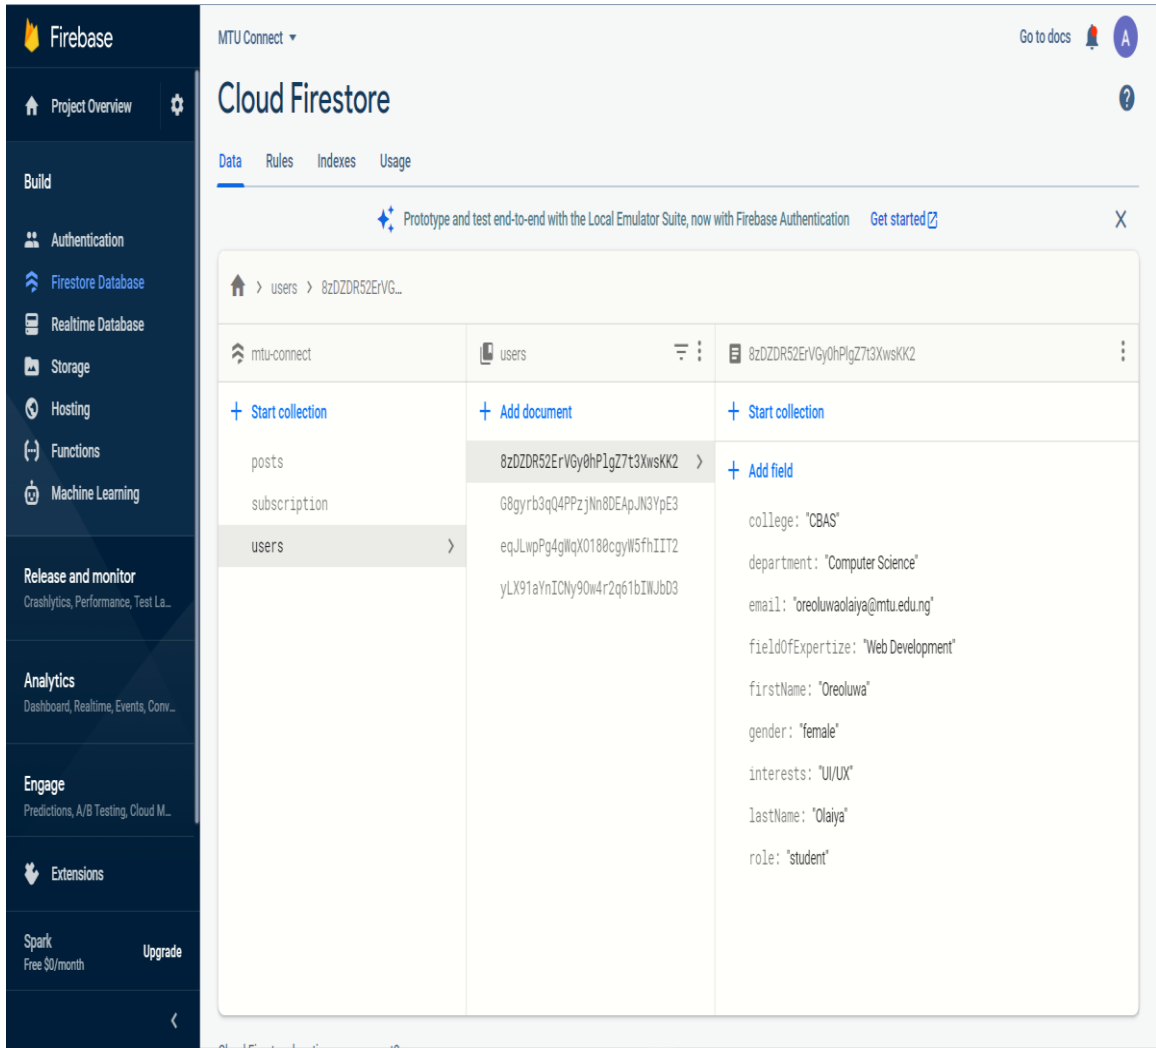 Firebase
Project Overview
Build
Authentication
Firestore Database
Realtime Database
Storage
Hosting
Functions
Machine Learning
Release and monitor
Crashlytics, Performance, Test La...
Analytics
Dashboard, Realtime, Events, Conv...
Engage
Predictions, A/B Testing, Cloud M...
Extensions
Spark
Free $0/month
Upgrade
MTU Connect
Go to docs
A
Cloud Firestore
Data Rules Indexes Usage
Prototype and test end-to-end with the Local Emulator Suite, now with Firebase Authentication Get started
users > 8zDZDR52ErVG...
mtu-connect
Start collection
posts
subscription
users
users
Add document
8zDZDR52ErVGy0hPlgZ7t3XwsKK2
G8gyrb3qQ4PPzjNn8DEApJN3YpE3
eqJLwpPg4gWqXO180cgyW5fhIIT2
yLX91aYnICNy9Ow4r2q61bIWJbD3
8zDZDR52ErVGy0hPlgZ7t3XwsKK2
Start collection
Add field
college: "CBAS"
department: "Computer Science"
email: "oreoluwaolaiya@mtu.edu.ng"
fieldOfExpertize: "Web Development"
firstName: "Oreoluwa"
gender: "female"
interests: "UI/UX"
lastName: "Olaiya"
role: "student"